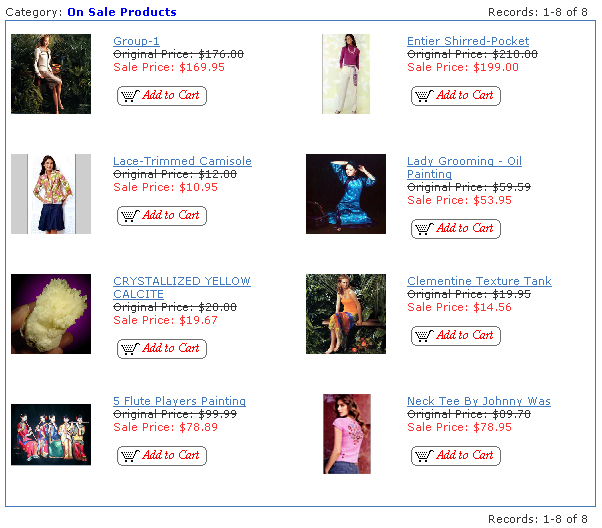 Category: On Sale Products
Records: 1-8 of 8
Group-1
Original Price: $176.00
Sale Price: $169.95
Add to Cart
Entier Shirred-Pocket
Original Price: $210.00
Sale Price: $199.00
Add to Cart
Lace-Trimmed Camisole
Original Price: $12.00
Sale Price: $10.95
Add to Cart
Lady Grooming - Oil
Painting
Original Price: $59.59
Sale Price: $53.95
Add to Cart
CRYSTALLIZED YELLOW
CALCITE
Original Price: $20.00
Sale Price: $19.67
Add to Cart
Clementine Texture Tank
Original Price: $19.95
Sale Price: $14.56
Add to Cart
5 Flute Players Painting
Original Price: $99.99
Sale Price: $78.89
Add to Cart
Neck Tee By Johnny Was
Original Price: $89.70
Sale Price: $78.95
Add to Cart
Records: 1-8 of 8